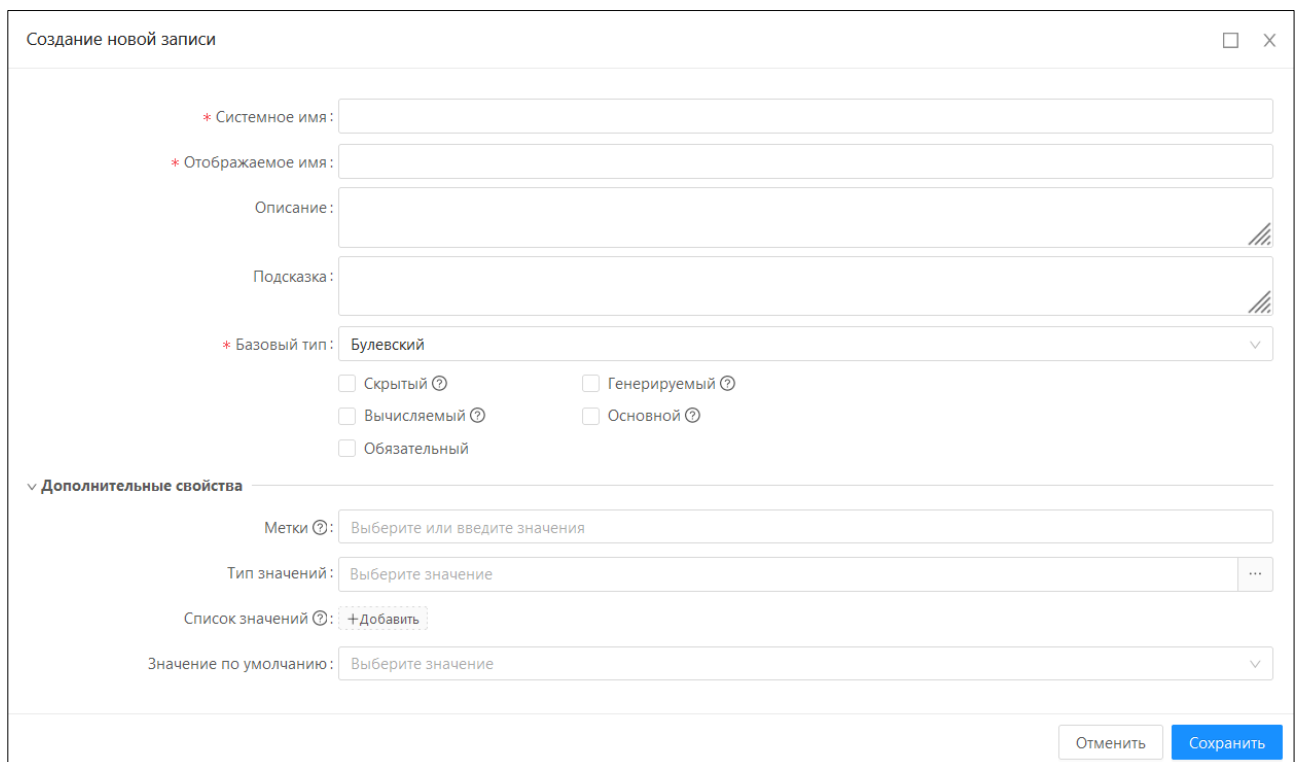 Создание новой записи
* Системное имя:
* Отображаемое имя:
Описание:
Подсказка:
* Базовый тип: Булевский
Скрытый ? Генерируемый ?
Вычисляемый ? Основной ?
Обязательный
Дополнительные свойства
Метки ?: Выберите или введите значения
Тип значений: Выберите значение ...
Список значений ?: +Добавить
Значение по умолчанию: Выберите значение
Отменить Сохранить